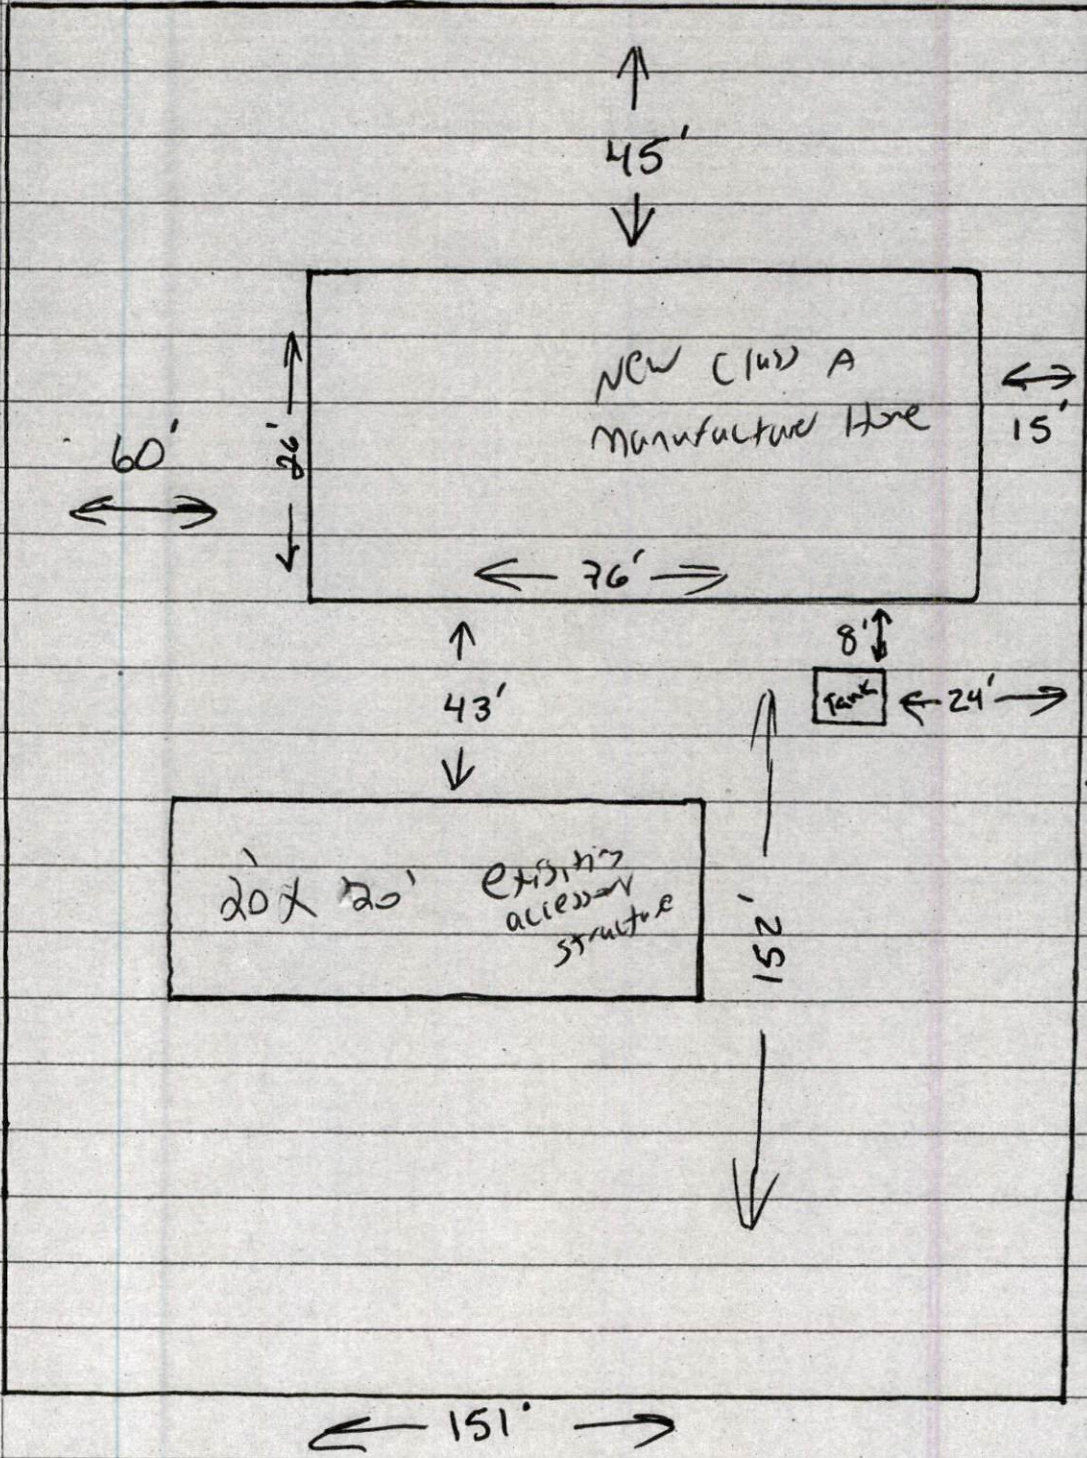 45'
New Class A
Manufacture Home
15'
60'
26'
76'
8'
Tank
24'
43'
20' x 20'
existing
accessory
structure
152'
151'